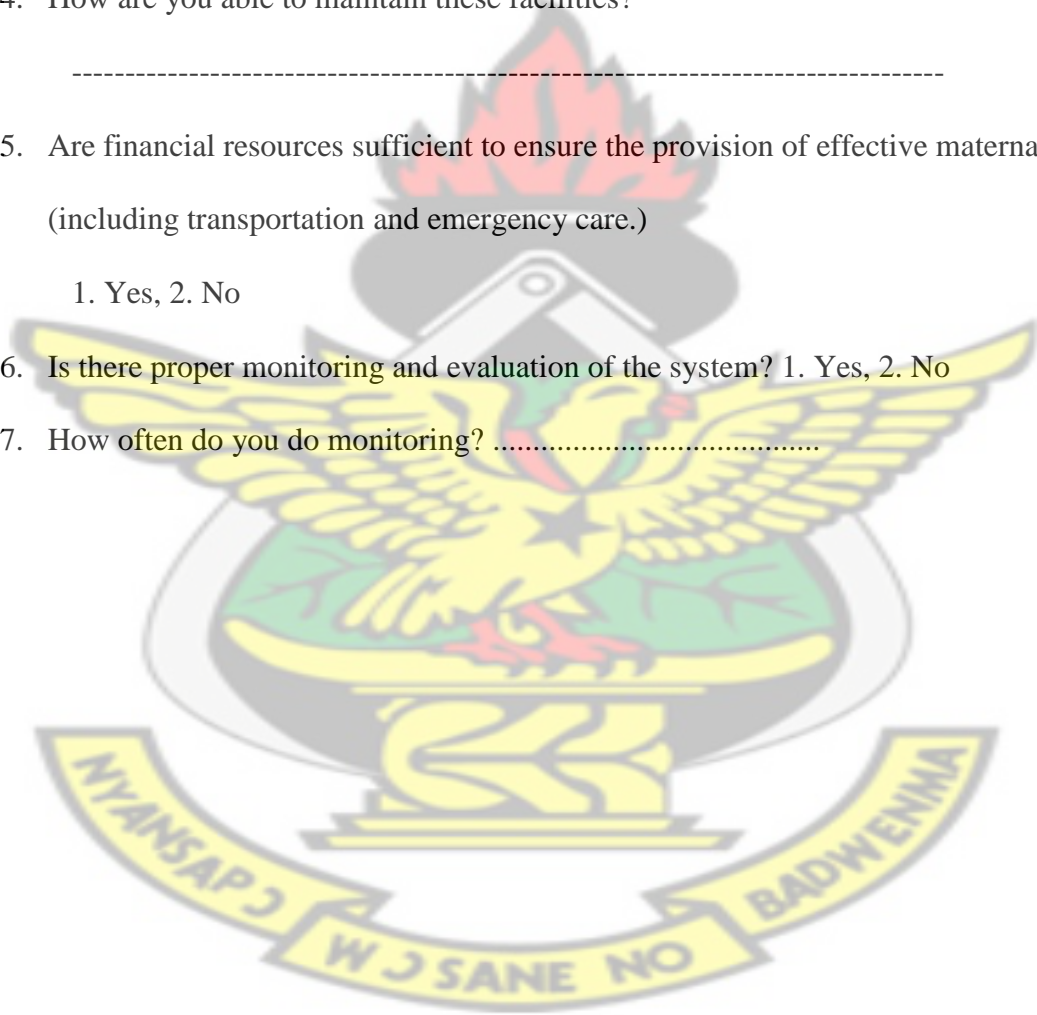 4. How are you able to maintain these facilities?
--------------------------------------------------------------------------------
5. Are financial resources sufficient to ensure the provision of effective materna
(including transportation and emergency care.)
1. Yes, 2. No
6. Is there proper monitoring and evaluation of the system? 1. Yes, 2. No
7. How often do you do monitoring? .........................................
NYANSAPƆ
WƆSANE NO
BADWENMA